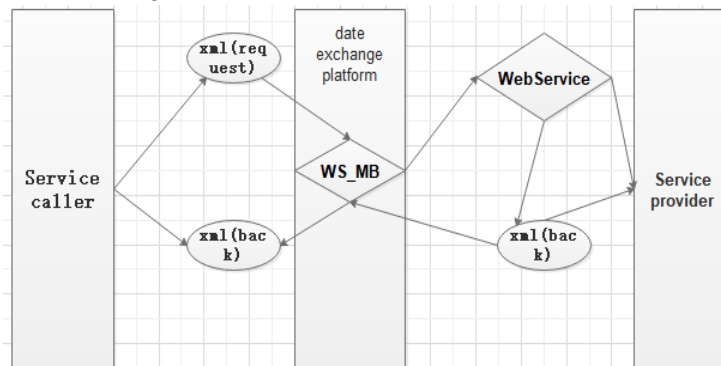 Service
caller
xml(req
uest)
xml(bac
k)
date
exchange
platform
WS_MB
WebService
xml(bac
k)
Service
provider